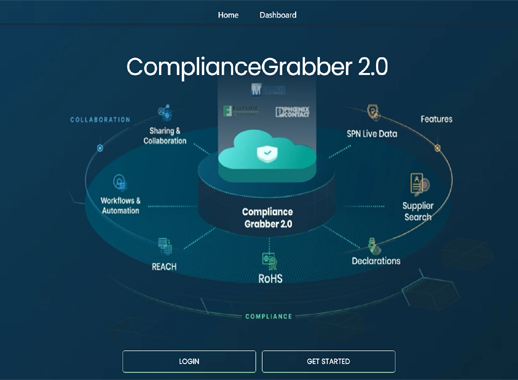 Home Dashboard
ComplianceGrabber 2.0
FUTURE
PHOENIX
CONTACT
COLLABORATION
Sharing &
Collaboration
SPN Live Data
Features
Workflows &
Automation
Supplier
Search
Compliance
Grabber 2.0
REACH
RoHS
Declarations
COMPLIANCE
LOGIN GET STARTED